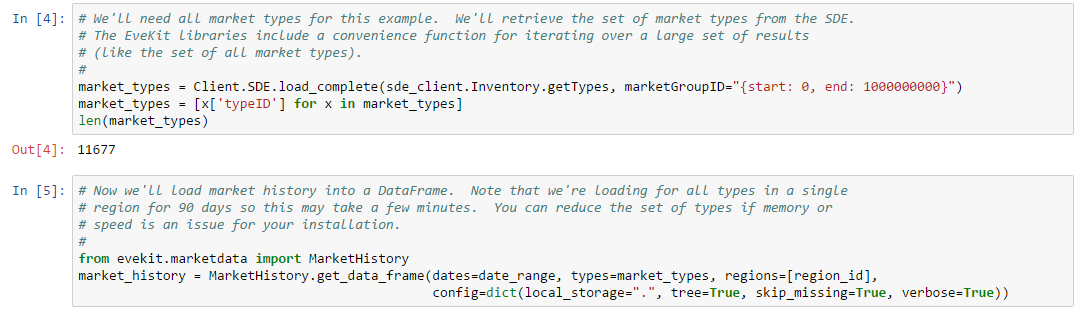 In [4]: # We'll need all market types for this example.  We'll retrieve the set of market types from the SDE.
# The EveKit libraries include a convenience function for iterating over a large set of results
# (like the set of all market types).
#
market_types = Client.SDE.load_complete(sde_client.Inventory.getTypes, marketGroupID="{start: 0, end: 1000000000}")
market_types = [x['typeID'] for x in market_types]
len(market_types)
Out[4]: 11677
In [5]: # Now we'll load market history into a DataFrame.  Note that we're loading for all types in a single
# region for 90 days so this may take a few minutes.  You can reduce the set of types if memory or
# speed is an issue for your installation.
#
from evekit.marketdata import MarketHistory
market_history = MarketHistory.get_data_frame(dates=date_range, types=market_types, regions=[region_id],
config=dict(local_storage=".", tree=True, skip_missing=True, verbose=True))